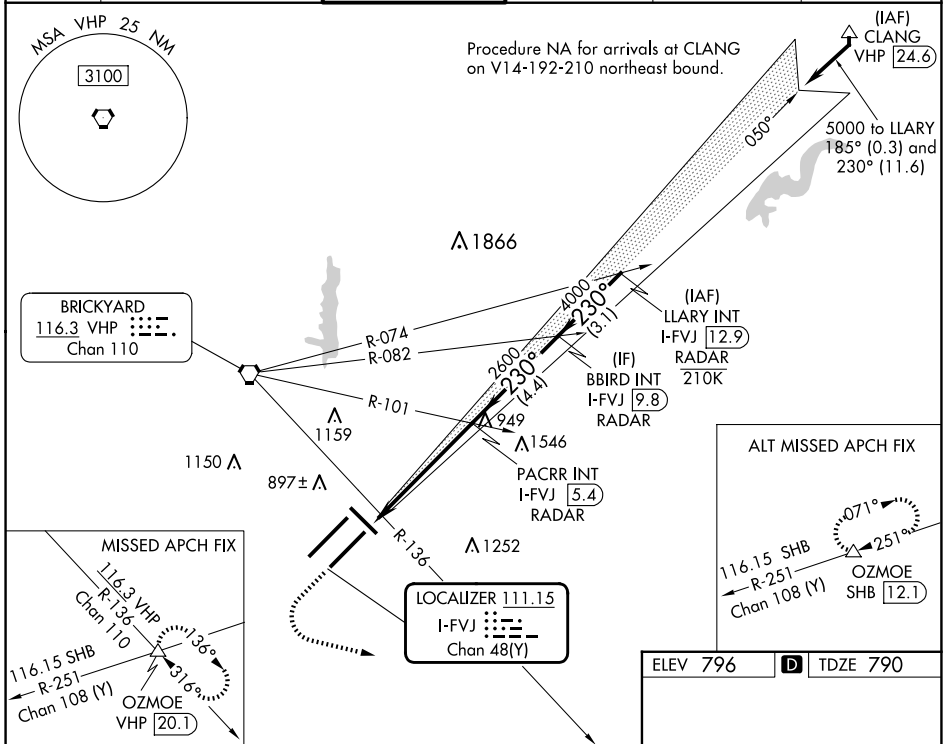 MSA VHP 25 NM
3100
Procedure NA for arrivals at CLANG
on V14-192-210 northeast bound.
(IAF)
CLANG
VHP 24.6
050°
5000 to LLARY
185° (0.3) and
230° (11.6)
1866
BRICKYARD
116.3 VHP
Chan 110
R-074
R-082
R-101
4000
230°
(3.1)
2600
230°
(4.4)
(IAF)
LLARY INT
I-FVJ 12.9
RADAR
210K
(IF)
BBIRD INT
I-FVJ 9.8
RADAR
1159
949
1546
1150
897±
PACRR INT
I-FVJ 5.4
RADAR
R-136
1252
LOCALIZER 111.15
I-FVJ
Chan 48(Y)
MISSED APCH FIX
116.3 VHP
R-136
Chan 110
116.15 SHB
R-251
Chan 108 (Y)
136°
316°
OZMOE
VHP 20.1
ALT MISSED APCH FIX
071°
251°
116.15 SHB
R-251
Chan 108 (Y)
OZMOE
SHB 12.1
ELEV 796 D TDZE 790